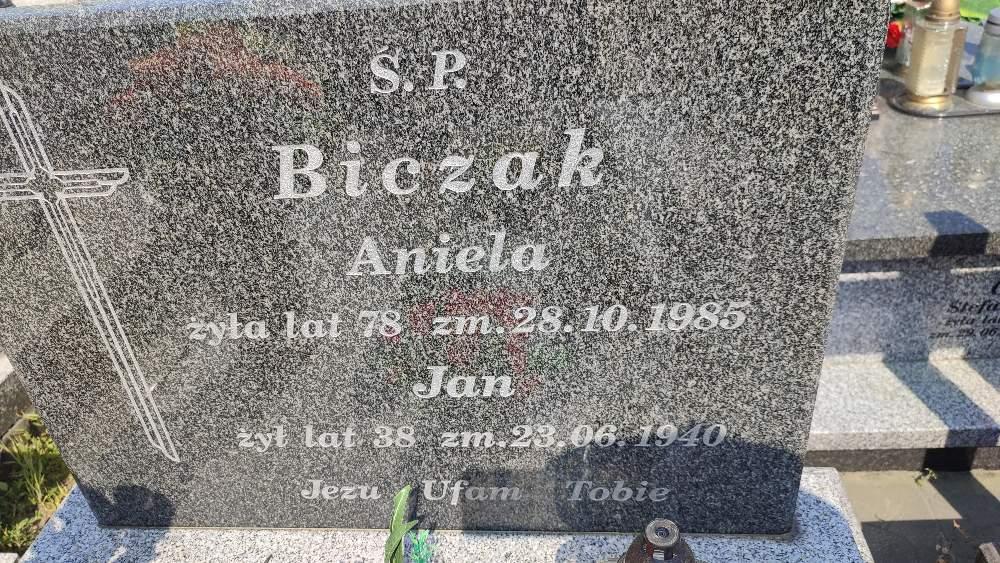 Ś.P.
Biczak
Aniela
żyła lat 78 zm.28.10.1985
Jan
żył lat 38 zm.23.06.1940
Jezu Ufam Tobie